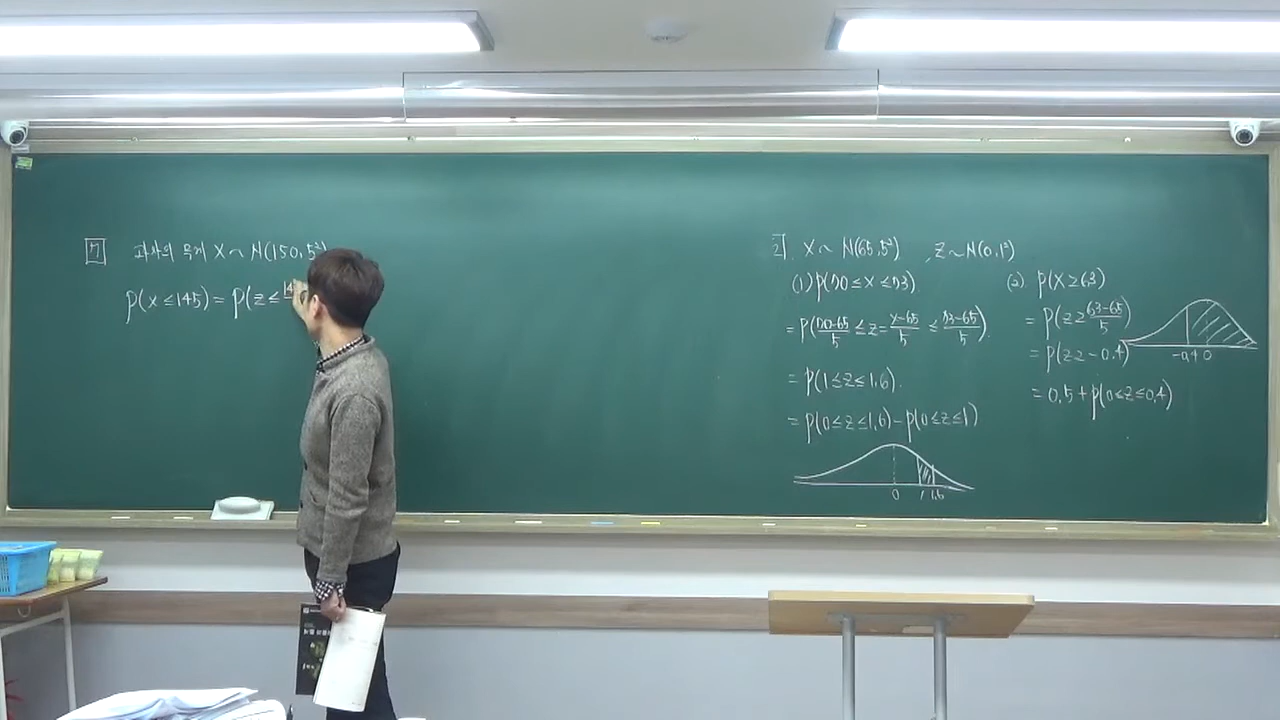 7 과자의 무게 X ~ N(150, 5²)
P(X ≤ 145) = P(Z ≤ 14
2) X ~ N(65, 5²) , Z ~ N(0, 1²)
(1) P(70 ≤ X ≤ 73)
= P(70-65/5 ≤ Z = X-65/5 ≤ 73-65/5).
= P(1 ≤ Z ≤ 1.6).
= P(0 ≤ Z ≤ 1.6) - P(0 ≤ Z ≤ 1)
0 1 1.6
(2) P(X ≥ 63)
= P(Z ≥ 63-65/5)
= P(Z ≥ -0.4)
= 0.5 + P(0 ≤ Z ≤ 0.4)
-0.4 0